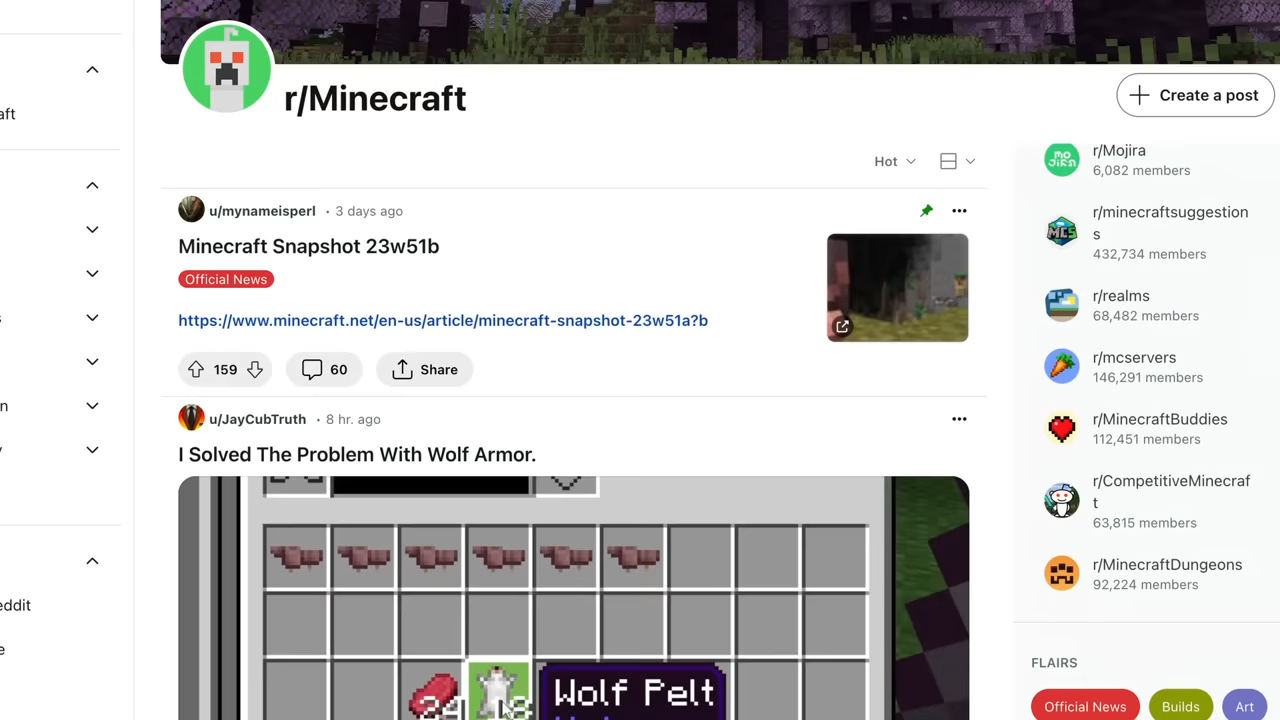 r/Minecraft
Create a post
aft
Hot
u/mynameisperl • 3 days ago
Minecraft Snapshot 23w51b
Official News
https://www.minecraft.net/en-us/article/minecraft-snapshot-23w51a?b
159
60
Share
u/JayCubTruth • 8 hr. ago
I Solved The Problem With Wolf Armor.
Wolf Pelt
n
eddit
e
MO
JIRA
r/Mojira
6,082 members
MCS
r/minecraftsuggestion
s
432,734 members
r/realms
68,482 members
r/mcservers
146,291 members
r/MinecraftBuddies
112,451 members
r/CompetitiveMinecraf
t
63,815 members
r/MinecraftDungeons
92,224 members
FLAIRS
Official News
Builds
Art